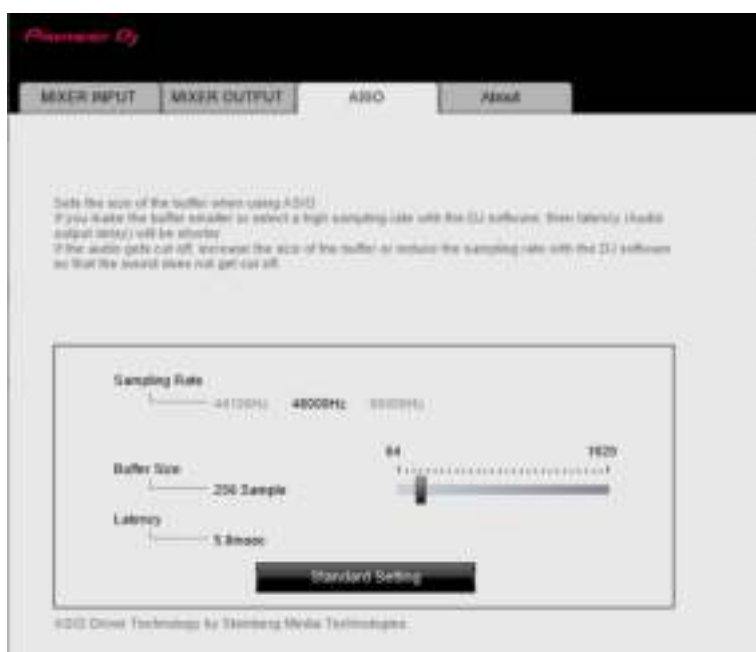 Pioneer Dj
MIXER INPUT MIXER OUTPUT ASIO About
Sets the size of the buffer when using ASIO.
If you make the buffer smaller or select a high sampling rate with the DJ software, then latency (Audio
output delay) will be shorter.
If the audio gets cut off, increase the size of the buffer or reduce the sampling rate with the DJ software
so that the sound does not get cut off.
Sampling Rate
44100Hz 48000Hz 96000Hz
64
Buffer Size
256 Sample
Latency
Standard Setting
ASIO Driver Technology by Steinberg Media Technologies